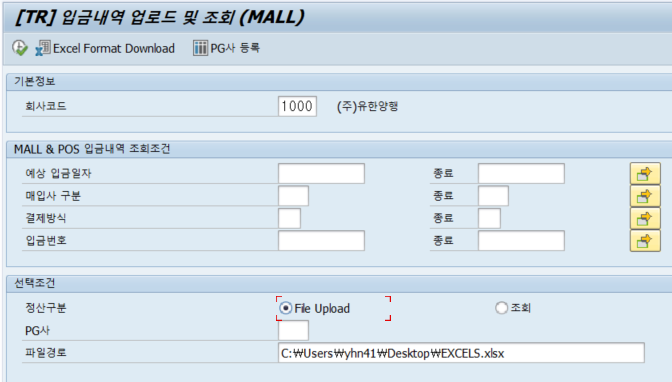 [TR] 입금내역 업로드 및 조회 (MALL)
Excel Format Download PG사 등록
기본정보
회사코드 1000 (주)유한양행
MALL & POS 입금내역 조회조건
예상 입금일자 종료
매입사 구분 종료
결제방식 종료
입금번호 종료
선택조건
정산구분 File Upload 조회
PG사
파일경로 C:₩Users₩yhn41₩Desktop₩EXCELS.xlsx